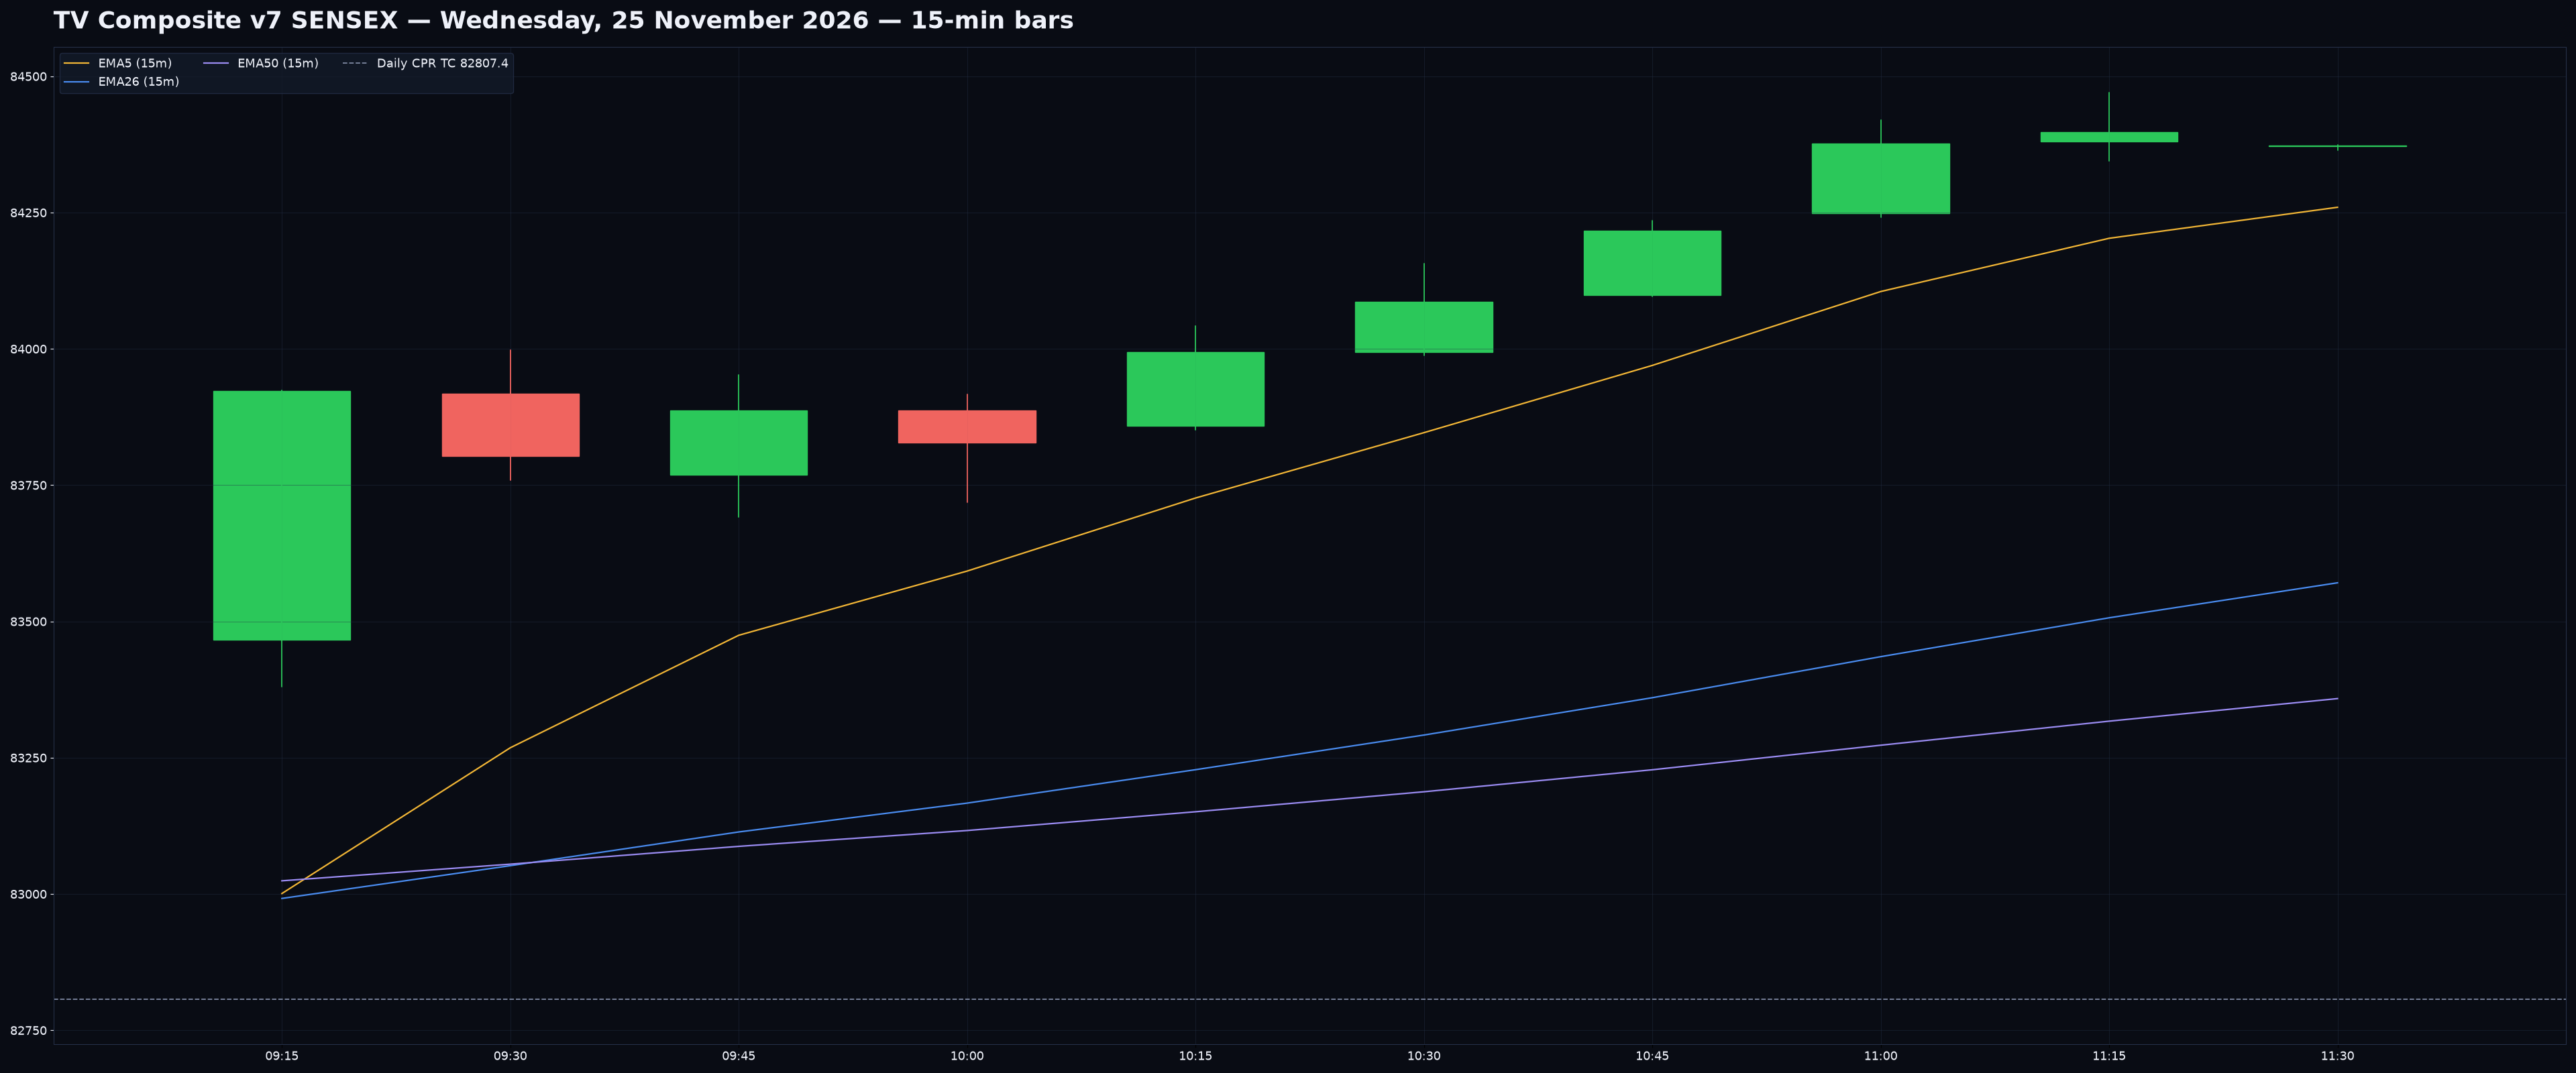 TV Composite v7 SENSEX — Wednesday, 25 November 2026 — 15-min bars
EMA5 (15m) EMA50 (15m) Daily CPR TC 82807.4
EMA26 (15m)
84500
84250
84000
83750
83500
83250
83000
82750
09:15 09:30 09:45 10:00 10:15 10:30 10:45 11:00 11:15 11:30